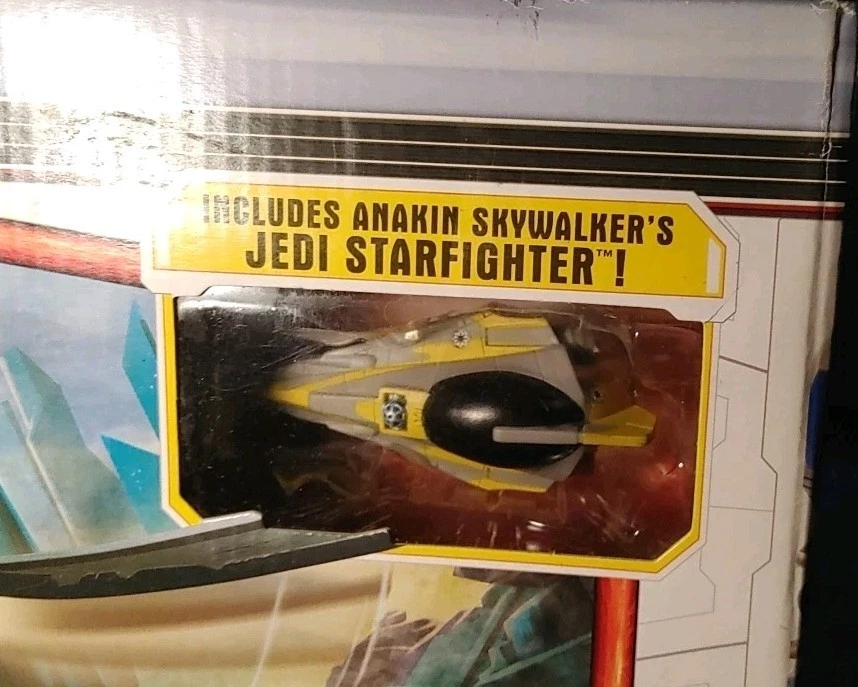 INCLUDES ANAKIN SKYWALKER'S
JEDI STARFIGHTER™!